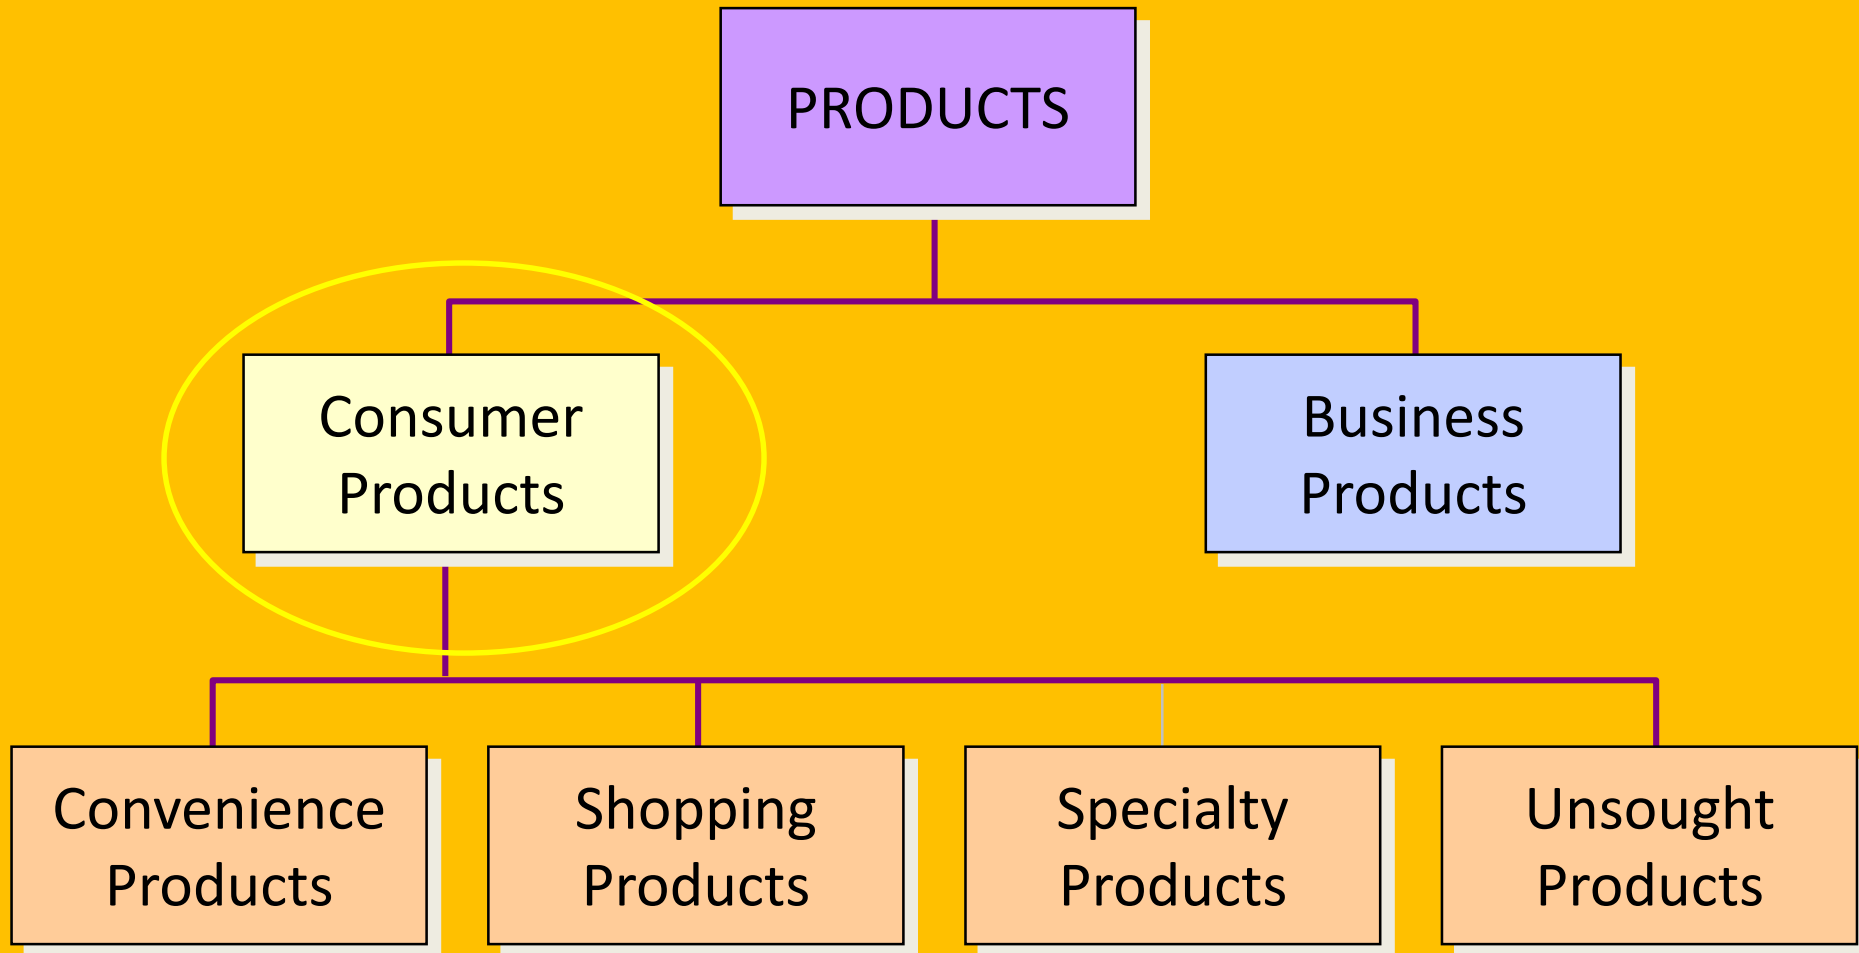 PRODUCTS
Consumer
Products
Business
Products
Convenience
Products
Shopping
Products
Specialty
Products
Unsought
Products